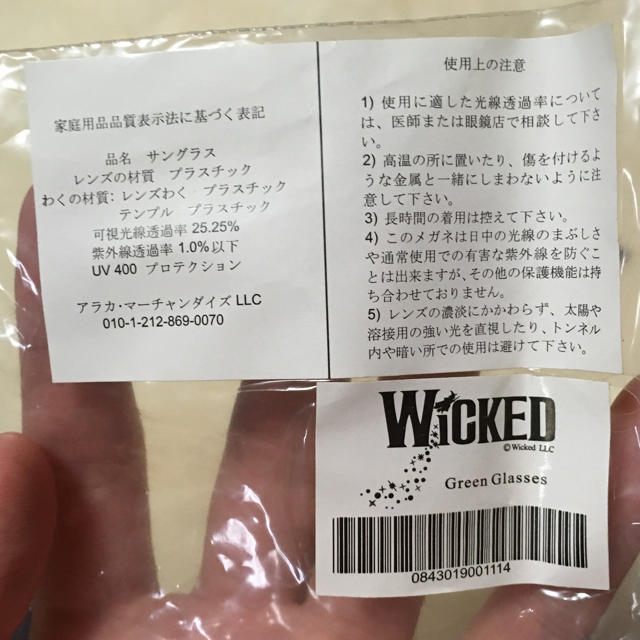 家庭用品品質表示法に基づく表記
品名 サングラス
レンズの材質 プラスチック
わくの材質: レンズわく プラスチック
テンプル プラスチック
可視光線透過率 25.25%
紫外線透過率 1.0%以下
UV 400 プロテクション
アラカ・マーチャンダイズ LLC
010-1-212-869-0070
使用上の注意
1) 使用に適した光線透過率につい
ては、医師または眼鏡店で相談して下さ
い。
2) 高温の所に置いたり、傷を付けるよ
うな金属と一緒にしまわないように注
意して下さい。
3) 長時間の着用は控えて下さい。
4) このメガネは日中の光線のまぶしさ
や通常使用での有害な紫外線を防ぐこ
とは出来ますが、その他の保護機能は持
ち合わせておりません。
5) レンズの濃淡にかかわらず、太陽や
溶接用の強い光を直視したり、トンネル
内や暗い所での使用は避けて下さい。
WICKED
© Wicked LLC
Green Glasses
0843019001114